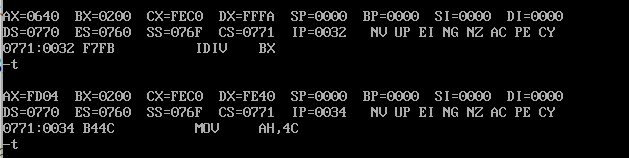 AX=0640  BX=0200  CX=FEC0  DX=FFFA  SP=0000  BP=0000  SI=0000  DI=0000
DS=0770  ES=0760  SS=076F  CS=0771  IP=0032   NV UP EI NG NZ AC PE CY
0771:0032 F7FB          IDIV    BX
-t
AX=FD04  BX=0200  CX=FEC0  DX=FE40  SP=0000  BP=0000  SI=0000  DI=0000
DS=0770  ES=0760  SS=076F  CS=0771  IP=0034   NV UP EI NG NZ AC PE CY
0771:0034 B44C          MOV     AH,4C
-t